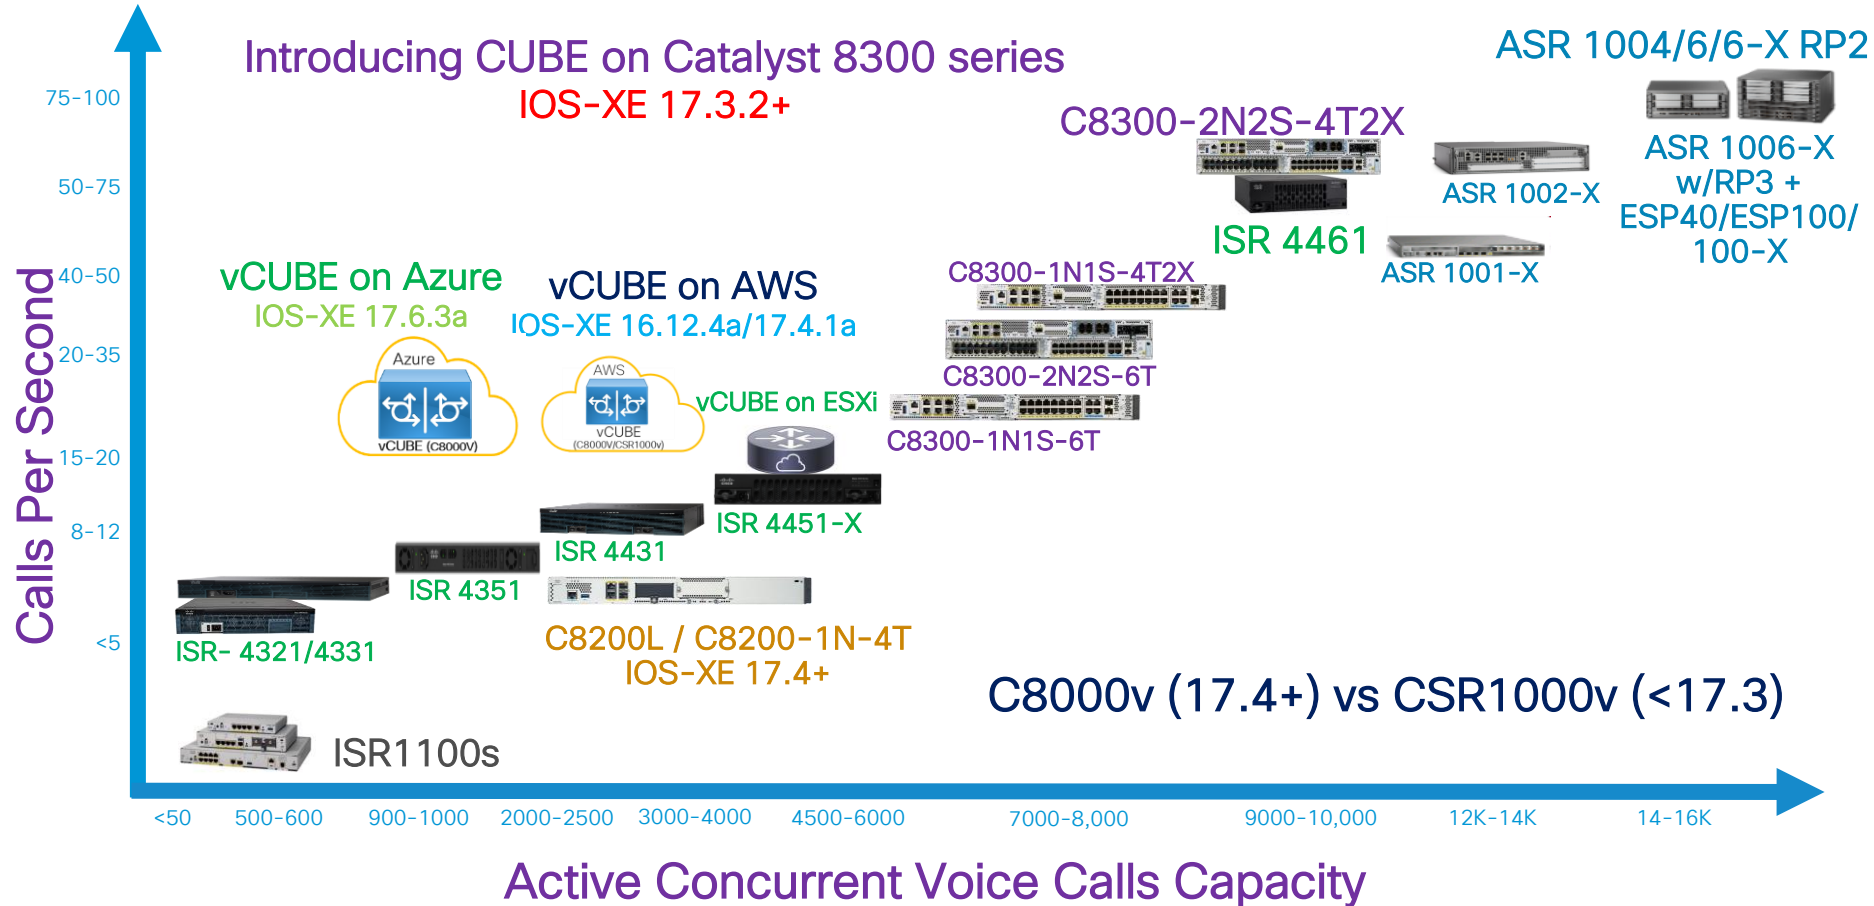 Introducing CUBE on Catalyst 8300 series
IOS-XE 17.3.2+
ASR 1004/6/6-X RP2
75-100
C8300-2N2S-4T2X
ASR 1006-X
w/RP3 +
ESP40/ESP100/
100-X
50-75
ASR 1002-X
ISR 4461
ASR 1001-X
40-50
vCUBE on Azure
IOS-XE 17.6.3a
vCUBE on AWS
IOS-XE 16.12.4a/17.4.1a
C8300-1N1S-4T2X
20-35
Azure
vCUBE (C8000V)
AWS
vCUBE
(C8000V/CSR1000v)
vCUBE on ESXi
C8300-2N2S-6T
C8300-1N1S-6T
15-20
Calls Per Second
8-12
ISR 4451-X
ISR 4431
ISR 4351
<5
ISR- 4321/4331
C8200L / C8200-1N-4T
IOS-XE 17.4+
C8000v (17.4+) vs CSR1000v (<17.3)
ISR1100s
<50
500-600
900-1000
2000-2500
3000-4000
4500-6000
7000-8,000
9000-10,000
12K-14K
14-16K
Active Concurrent Voice Calls Capacity